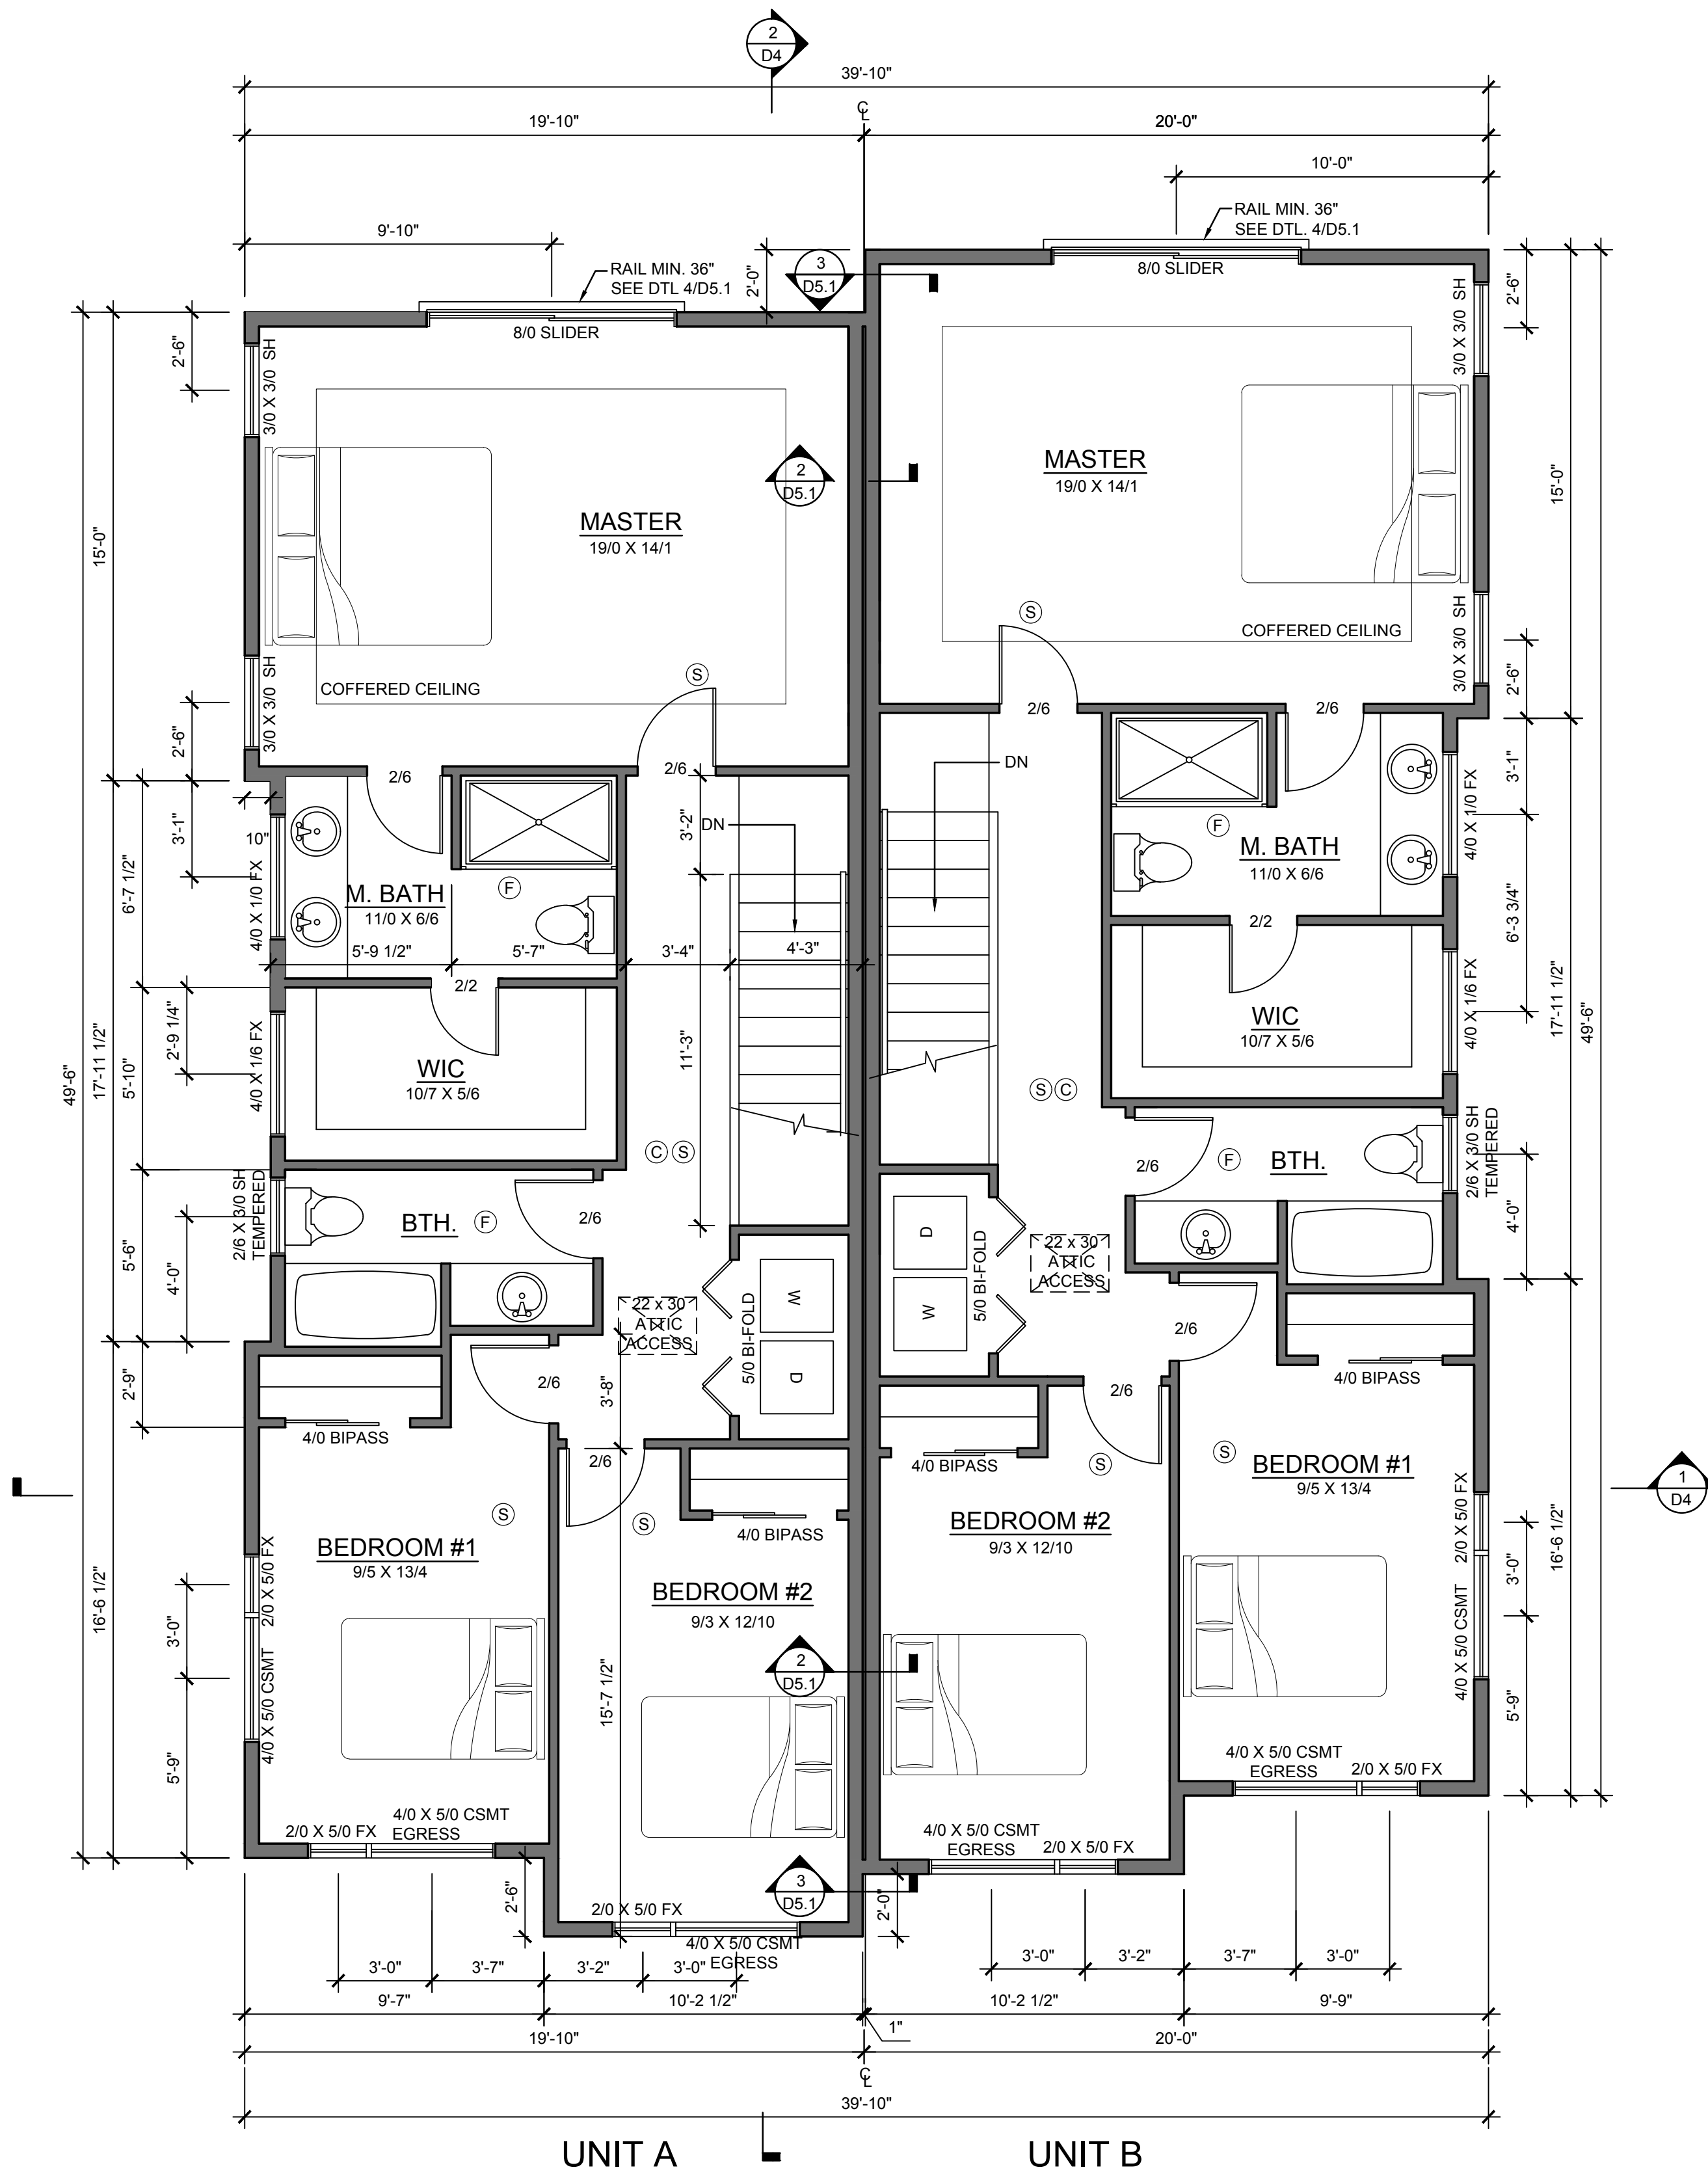 2
D4
39'-10"
19'-10"
℄
20'-0"
10'-0"
9'-10"
RAIL MIN. 36"
SEE DTL 4/D5.1
2'-0"
3
D5.1
RAIL MIN. 36"
SEE DTL. 4/D5.1
8/0 SLIDER
8/0 SLIDER
2'-6"
3/0 X 3/0 SH
3/0 X 3/0 SH
2'-6"
2
D5.1
MASTER
19/0 X 14/1
MASTER
19/0 X 14/1
15'-0"
15'-0"
S
COFFERED CEILING
3/0 X 3/0 SH
2'-6"
S
COFFERED CEILING
3/0 X 3/0 SH
2'-6"
2/6
2/6
2/6
2/6
DN
DN
3'-2"
10"
3'-1"
3'-1"
4/0 X 1/0 FX
4/0 X 1/0 FX
6'-7 1/2"
6'-3 3/4"
M. BATH
11/0 X 6/6
F
F
M. BATH
11/0 X 6/6
5'-9 1/2"
5'-7"
3'-4"
4'-3"
2/2
2/2
WIC
10/7 X 5/6
WIC
10/7 X 5/6
4/0 X 1/6 FX
4/0 X 1/6 FX
2'-9 1/4"
5'-10"
11'-3"
17'-11 1/2"
17'-11 1/2"
49'-6"
49'-6"
S C
C S
2/6 X 3/0 SH
TEMPERED
2/6 X 3/0 SH
TEMPERED
BTH.
F
2/6
2/6
F
BTH.
5'-6"
4'-0"
4'-0"
22 x 30
ATTIC
ACCESS
22 x 30
ATTIC
ACCESS
5/0 BI-FOLD
W
D
D
W
5/0 BI-FOLD
2'-9"
2/6
3'-8"
2/6
2/6
2/6
4/0 BIPASS
4/0 BIPASS
4/0 BIPASS
4/0 BIPASS
S
S
S
S
BEDROOM #1
9/5 X 13/4
BEDROOM #2
9/3 X 12/10
BEDROOM #2
9/3 X 12/10
BEDROOM #1
9/5 X 13/4
1
D4
4/0 X 5/0 CSMT 2/0 X 5/0 FX
4/0 X 5/0 CSMT 2/0 X 5/0 FX
16'-6 1/2"
16'-6 1/2"
3'-0"
3'-0"
5'-9"
5'-9"
15'-7 1/2"
2
D5.1
4/0 X 5/0 CSMT
EGRESS
2/0 X 5/0 FX
2/0 X 5/0 FX
4/0 X 5/0 CSMT
EGRESS
4/0 X 5/0 CSMT
EGRESS
2/0 X 5/0 FX
2'-6"
3
D5.1
2'-0"
2/0 X 5/0 FX
4/0 X 5/0 CSMT
EGRESS
3'-0"
3'-7"
3'-2"
3'-0"
3'-0"
3'-2"
3'-7"
3'-0"
9'-7"
10'-2 1/2"
10'-2 1/2"
9'-9"
1"
19'-10"
20'-0"
℄
39'-10"
UNIT A
UNIT B